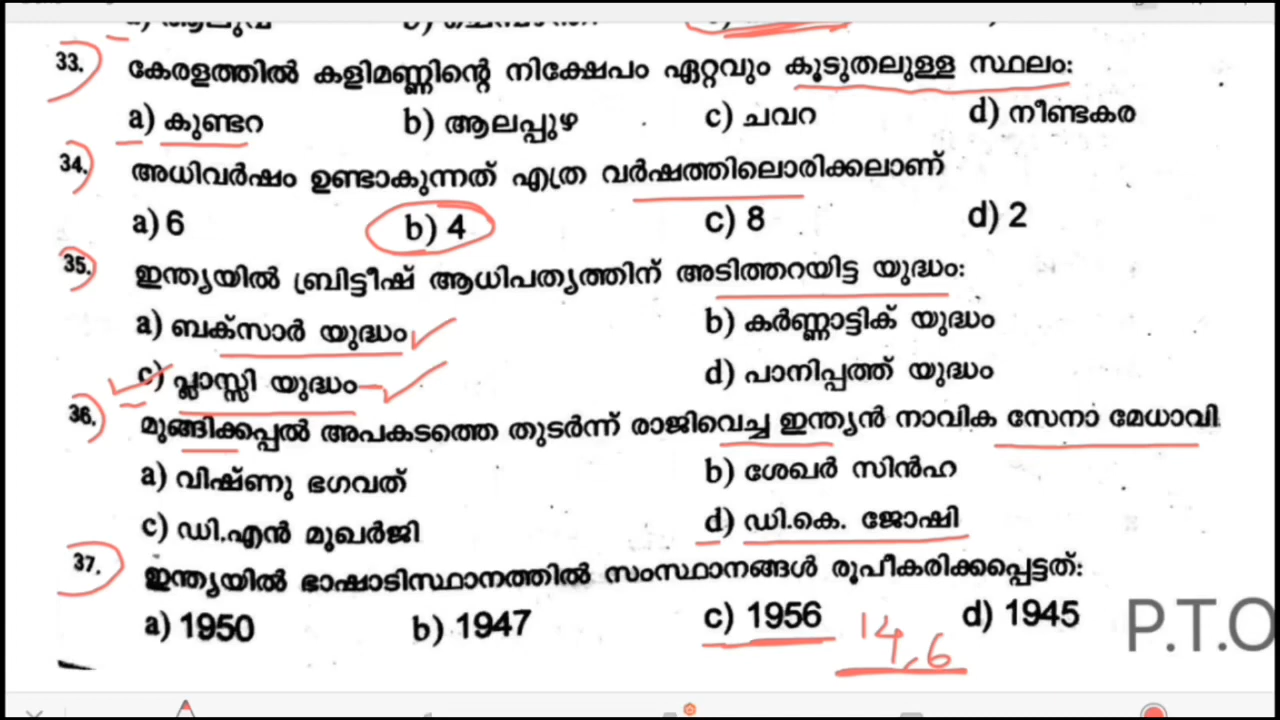 33. കേരളത്തിൽ കളിമണ്ണിന്റെ നിക്ഷേപം ഏറ്റവും കൂടുതലുള്ള സ്ഥലം:
a) കുണ്ടറ b) ആലപ്പുഴ c) ചവറ d) നീണ്ടകര
34. അധിവർഷം ഉണ്ടാകുന്നത് എത്ര വർഷത്തിലൊരിക്കലാണ്
a) 6 b) 4 c) 8 d) 2
35. ഇന്ത്യയിൽ ബ്രിട്ടീഷ് ആധിപത്യത്തിന് അടിത്തറയിട്ട യുദ്ധം:
a) ബക്സാർ യുദ്ധം b) കർണ്ണാട്ടിക് യുദ്ധം
c) പ്ലാസ്സി യുദ്ധം d) പാനിപ്പത്ത് യുദ്ധം
36. മുങ്ങിക്കപ്പൽ അപകടത്തെ തുടർന്ന് രാജിവെച്ച ഇന്ത്യൻ നാവിക സേനാ മേധാവി
a) വിഷ്ണു ഭഗവത് b) ശേഖർ സിൻഹ
c) ഡി.എൻ മുഖർജി d) ഡി.കെ. ജോഷി
37. ഇന്ത്യയിൽ ഭാഷാടിസ്ഥാനത്തിൽ സംസ്ഥാനങ്ങൾ രൂപീകരിക്കപ്പെട്ടത്:
a) 1950 b) 1947 c) 1956 d) 1945
14,6
P.T.O